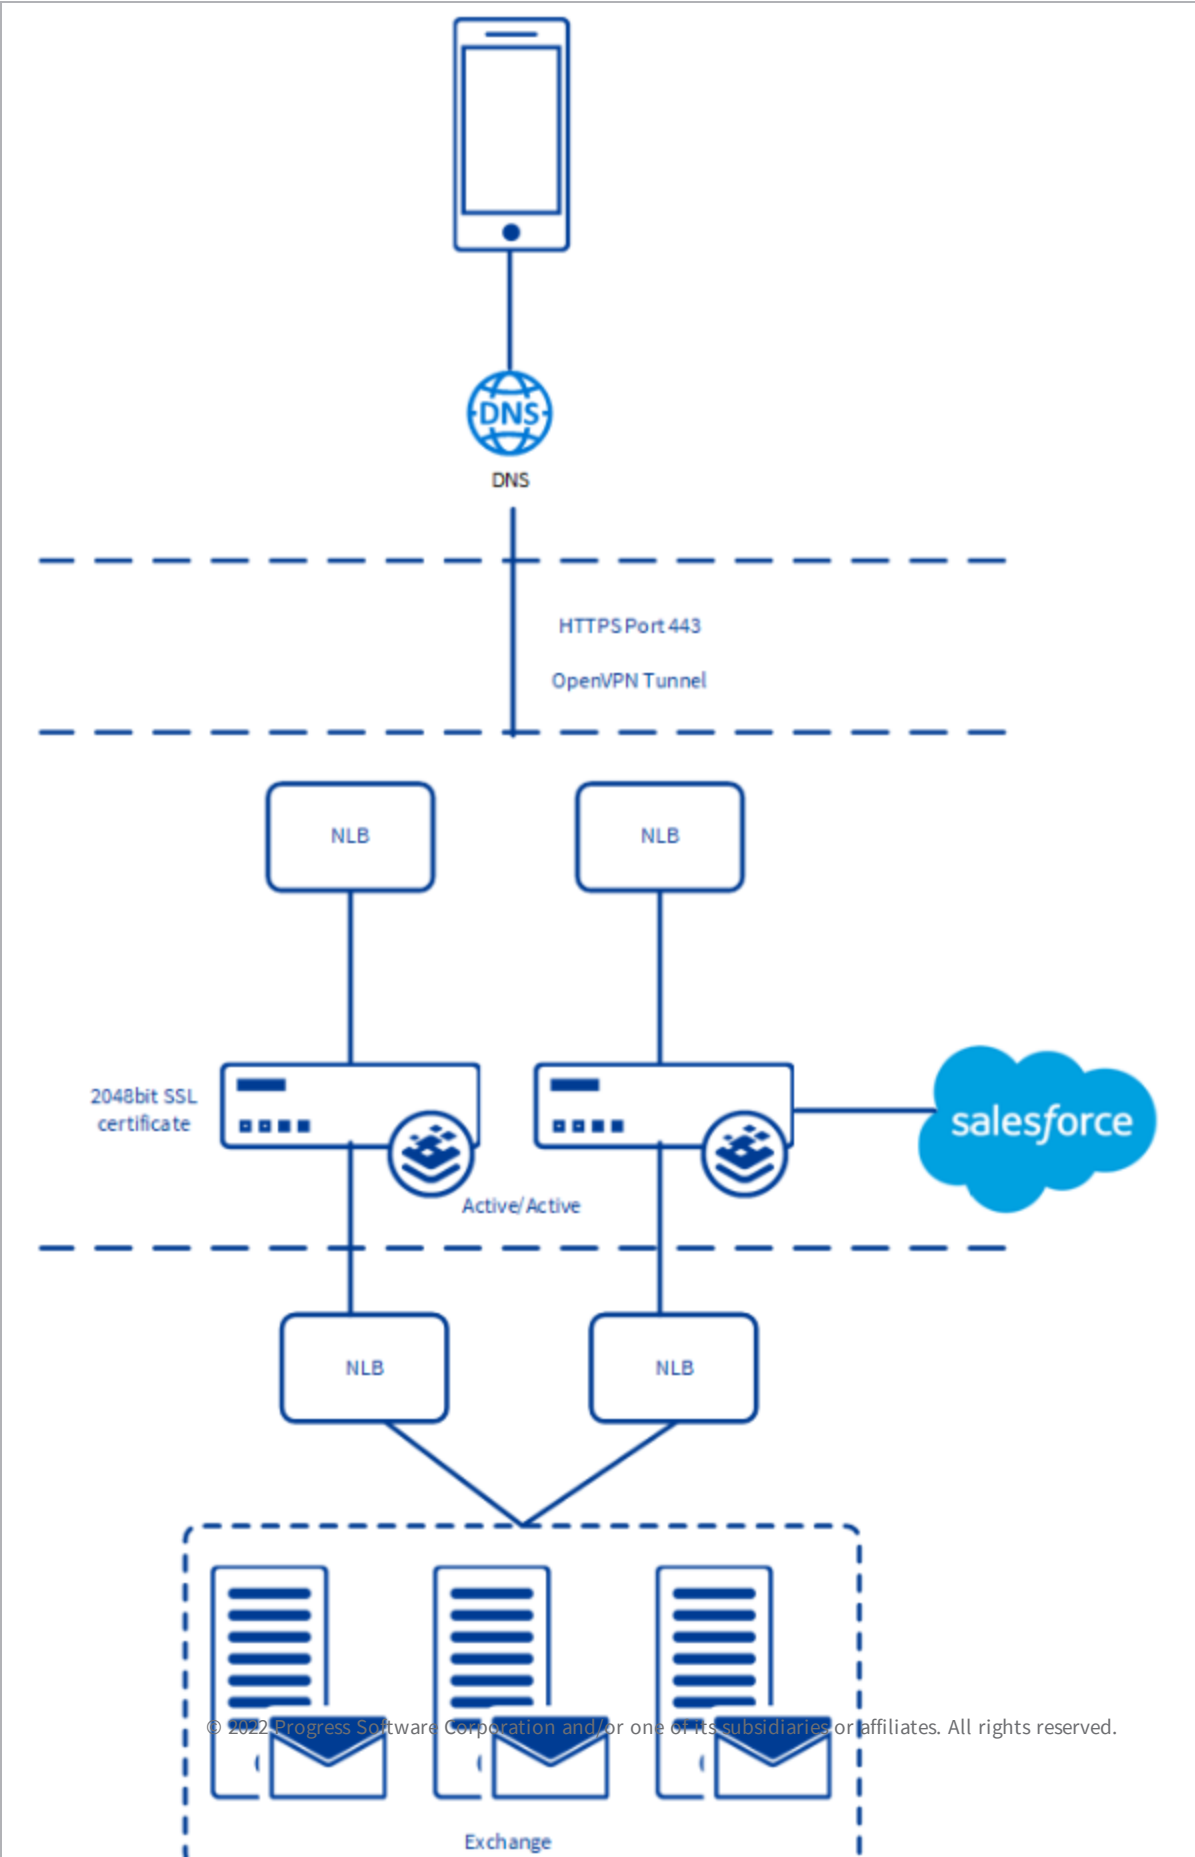 DNS
DNS
HTTPS Port 443
OpenVPN Tunnel
NLB
NLB
2048bit SSL
certificate
salesforce
Active/Active
NLB
NLB
© 2022 Progress Software Corporation and/or one of its subsidiaries or affiliates. All rights reserved.
Exchange